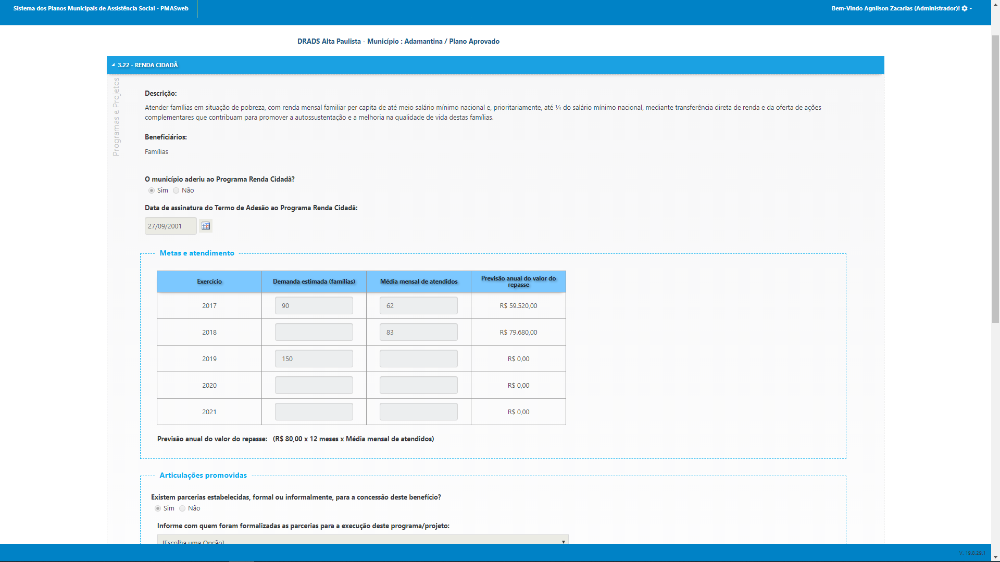 Sistema dos Planos Municipais de Assistência Social - PMASweb
Bem-Vindo Agnilson Zacarias (Administrador)!
DRADS Alta Paulista - Município : Adamantina / Plano Aprovado
3.22 - RENDA CIDADÃ
Programas e Projetos
Descrição:
Atender famílias em situação de pobreza, com renda mensal familiar per capita de até meio salário mínimo nacional e, prioritariamente, até ¼ do salário mínimo nacional, mediante transferência direta de renda e da oferta de ações
complementares que contribuam para promover a autossustentação e a melhoria na qualidade de vida destas famílias.
Beneficiários:
Famílias
O município aderiu ao Programa Renda Cidadã?
Sim Não
Data de assinatura do Termo de Adesão ao Programa Renda Cidadã:
27/09/2001
Metas e atendimento
Exercício Demanda estimada (famílias) Média mensal de atendidos Previsão anual do valor do
repasse
2017 90 62 R$ 59.520,00
2018 83 R$ 79.680,00
2019 150 R$ 0,00
2020 R$ 0,00
2021 R$ 0,00
Previsão anual do valor do repasse: (R$ 80,00 x 12 meses x Média mensal de atendidos)
Articulações promovidas
Existem parcerias estabelecidas, formal ou informalmente, para a concessão deste benefício?
Sim Não
Informe com quem foram formalizadas as parcerias para a execução deste programa/projeto:
[Escolha uma Opção]
V. 19.8.29.1